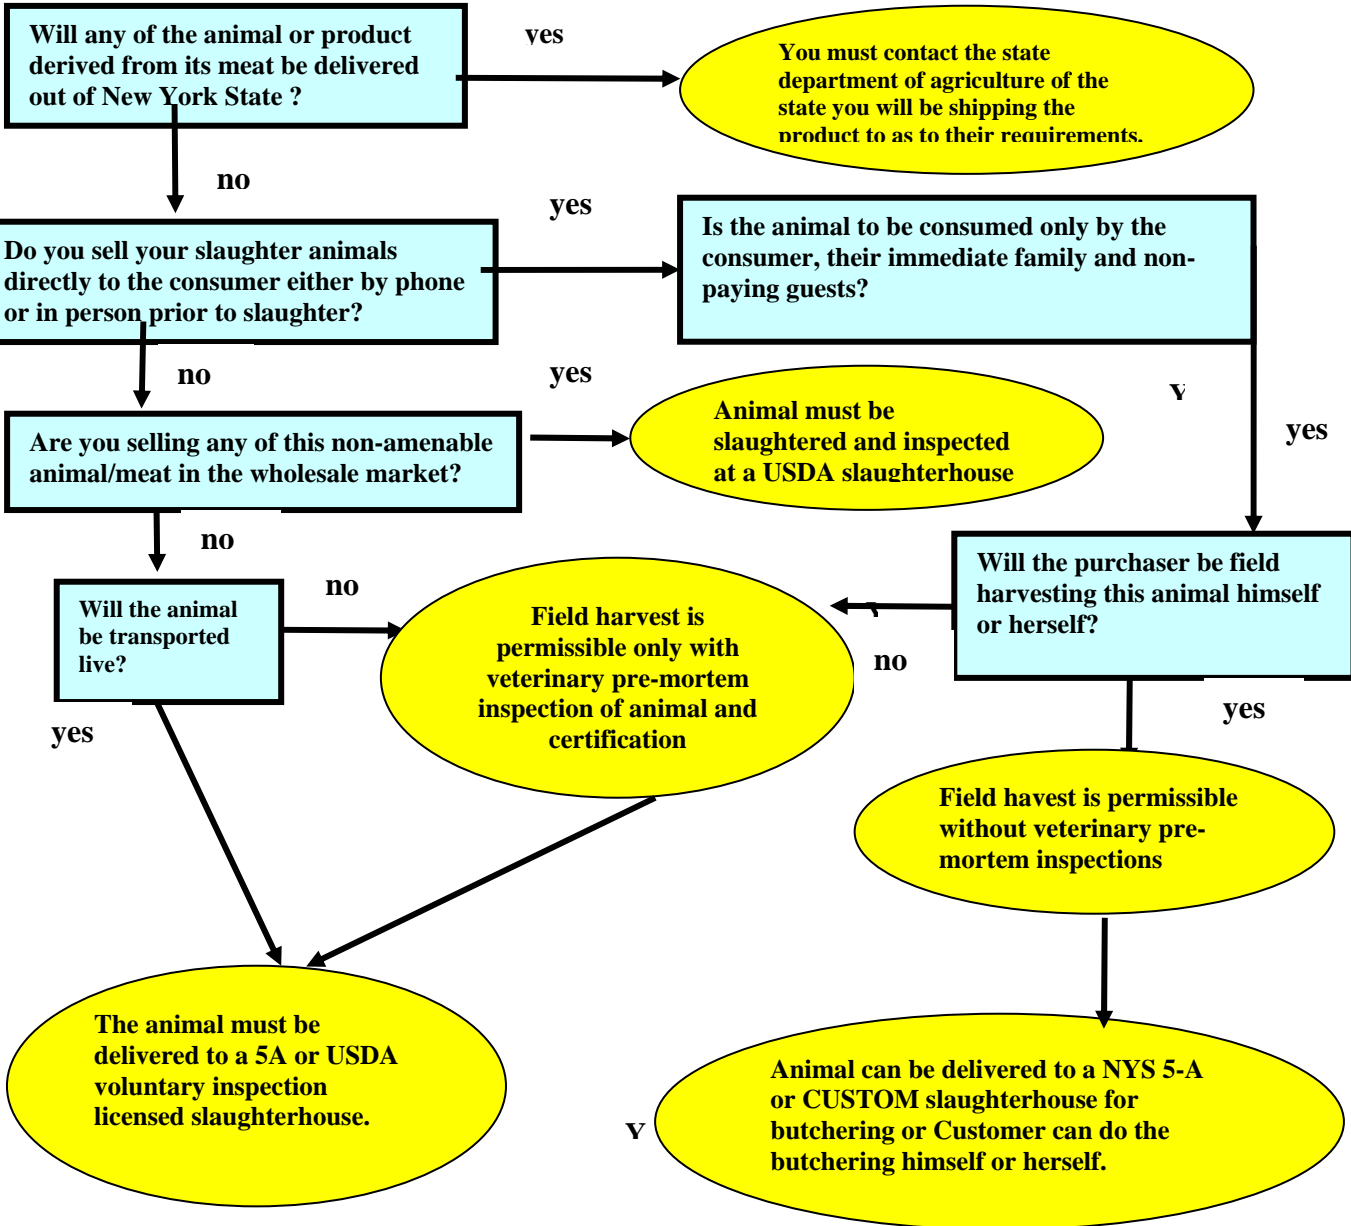 Will any of the animal or product
derived from its meat be delivered
out of New York State ?
yes
You must contact the state
department of agriculture of the
state you will be shipping the
product to as to their requirements.
no
Do you sell your slaughter animals
directly to the consumer either by phone
or in person prior to slaughter?
yes
Is the animal to be consumed only by the
consumer, their immediate family and non-
paying guests?
no
yes
Are you selling any of this non-amenable
animal/meat in the wholesale market?
Animal must be
slaughtered and inspected
at a USDA slaughterhouse
Y
yes
no
Will the animal
be transported
live?
no
yes
Field harvest is
permissible only with
veterinary pre-mortem
inspection of animal and
certification
Will the purchaser be field
harvesting this animal himself
or herself?
no
yes
Field havest is permissible
without veterinary pre-
mortem inspections
The animal must be
delivered to a 5A or USDA
voluntary inspection
licensed slaughterhouse.
Y
Animal can be delivered to a NYS 5-A
or CUSTOM slaughterhouse for
butchering or Customer can do the
butchering himself or herself.